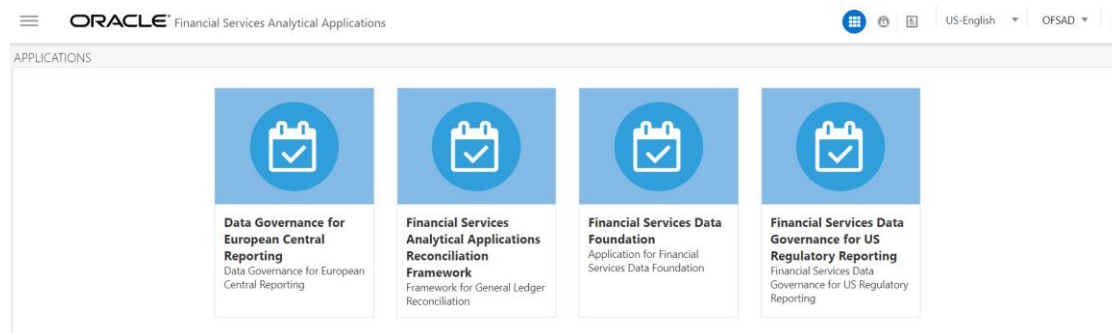 ORACLE® Financial Services Analytical Applications
US-English
OFSAD
APPLICATIONS
Data Governance for
European Central
Reporting
Data Governance for European
Central Reporting
Financial Services
Analytical Applications
Reconciliation
Framework
Framework for General Ledger
Reconciliation
Financial Services Data
Foundation
Application for Financial
Services Data Foundation
Financial Services Data
Governance for US
Regulatory Reporting
Financial Services Data
Governance for US Regulatory
Reporting